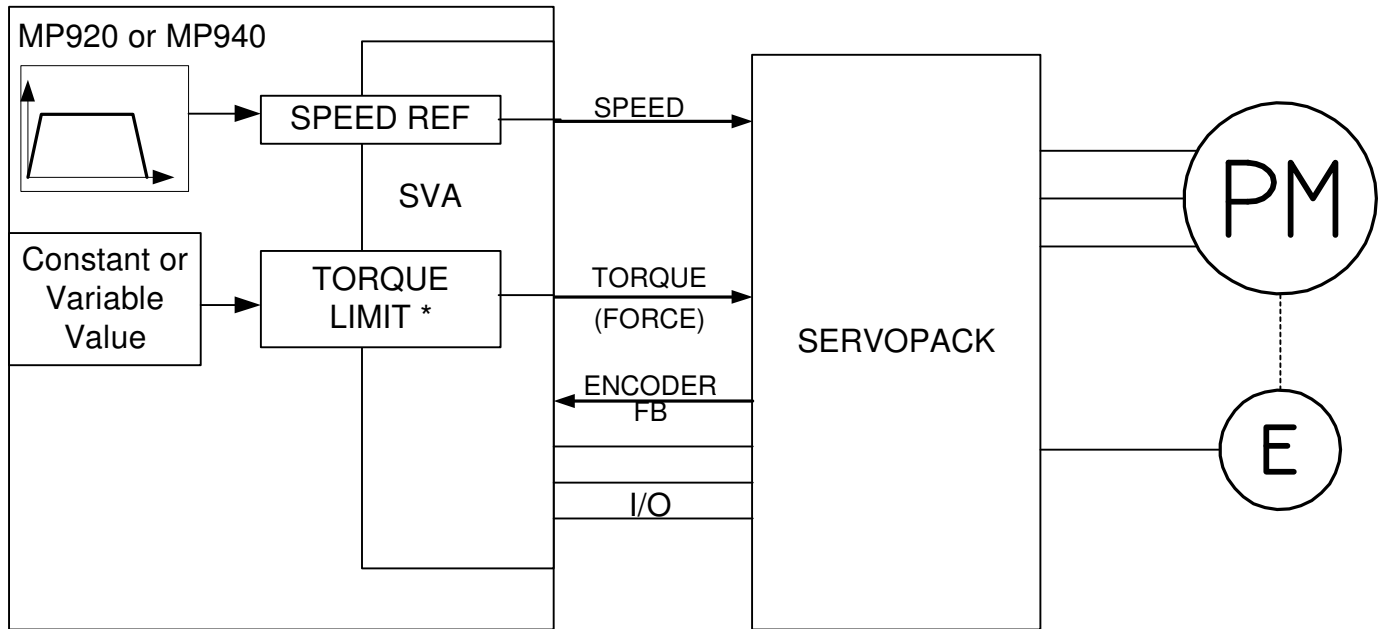 MP920 or MP940
SPEED REF
SPEED
SVA
PM
Constant or
Variable
Value
TORQUE
LIMIT *
TORQUE
(FORCE)
SERVOPACK
ENCODER
FB
E
I/O